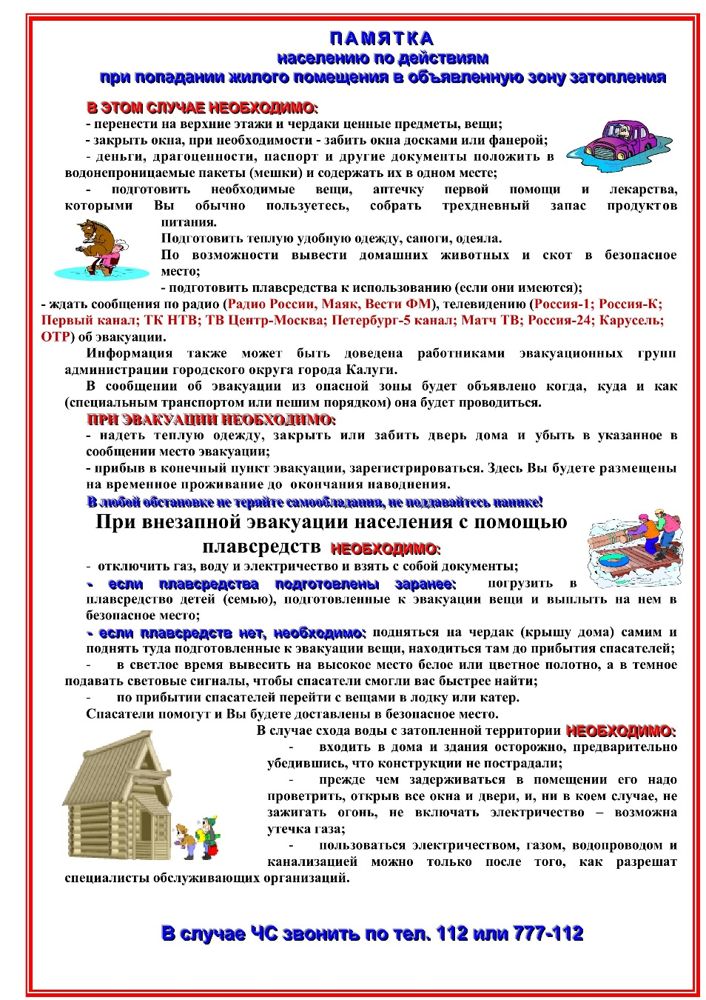 ПАМЯТКА
населению по действиям
при попадании жилого помещения в объявленную зону затопления
В ЭТОМ СЛУЧАЕ НЕОБХОДИМО:
- перенести на верхние этажи и чердаки ценные предметы, вещи;
- закрыть окна, при необходимости - забить окна досками или фанерой;
- деньги, драгоценности, паспорт и другие документы положить в
водонепроницаемые пакеты (мешки) и содержать их в одном месте;
- подготовить необходимые вещи, аптечку первой помощи и лекарства,
которыми Вы обычно пользуетесь, собрать трехдневный запас продуктов
питания.
Подготовить теплую удобную одежду, сапоги, одеяла.
По возможности вывести домашних животных и скот в безопасное
место;
- подготовить плавсредства к использованию (если они имеются);
- ждать сообщения по радио (Радио России, Маяк, Вести ФМ), телевидению (Россия-1; Россия-К;
Первый канал; ТК НТВ; ТВ Центр-Москва; Петербург-5 канал; Матч ТВ; Россия-24; Карусель;
ОТР) об эвакуации.
Информация также может быть доведена работниками эвакуационных групп
администрации городского округа города Калуги.
В сообщении об эвакуации из опасной зоны будет объявлено когда, куда и как
(специальным транспортом или пешим порядком) она будет проводиться.
ПРИ ЭВАКУАЦИИ НЕОБХОДИМО:
- надеть теплую одежду, закрыть или забить дверь дома и убыть в указанное в
сообщении место эвакуации;
- прибыв в конечный пункт эвакуации, зарегистрироваться. Здесь Вы будете размещены
на временное проживание до окончания наводнения.
В любой обстановке не теряйте самообладания, не поддавайтесь панике!
При внезапной эвакуации населения с помощью
плавсредств НЕОБХОДИМО:
- отключить газ, воду и электричество и взять с собой документы;
- если плавсредства подготовлены заранее: погрузить в
плавсредство детей (семью), подготовленные к эвакуации вещи и выплыть на нем в
безопасное место;
- если плавсредств нет, необходимо: подняться на чердак (крышу дома) самим и
поднять туда подготовленные к эвакуации вещи, находиться там до прибытия спасателей;
- в светлое время вывесить на высокое место белое или цветное полотно, а в темное
подавать световые сигналы, чтобы спасатели смогли вас быстрее найти;
- по прибытии спасателей перейти с вещами в лодку или катер.
Спасатели помогут и Вы будете доставлены в безопасное место.
В случае схода воды с затопленной территории НЕОБХОДИМО:
- входить в дома и здания осторожно, предварительно
убедившись, что конструкции не пострадали;
- прежде чем задерживаться в помещении его надо
проветрить, открыв все окна и двери, и, ни в коем случае, не
зажигать огонь, не включать электричество – возможна
утечка газа;
- пользоваться электричеством, газом, водопроводом и
канализацией можно только после того, как разрешат
специалисты обслуживающих организаций.
В случае ЧС звонить по тел. 112 или 777-112